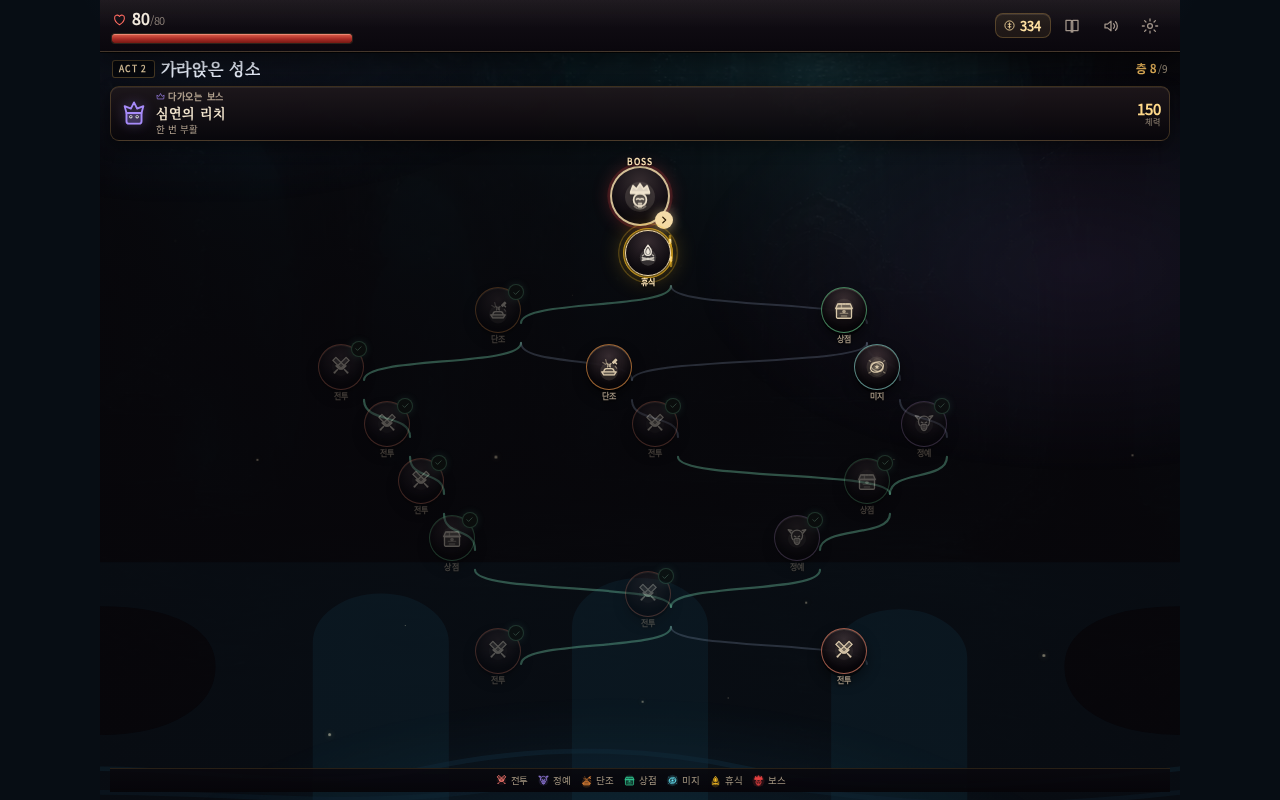 80/80
334
ACT 2 가라앉은 성소
층 8/9
다가오는 보스
심연의 리치
한 번 부활
150
체력
BOSS
휴식
단조
상점
전투
단조
미지
전투
전투
정예
전투
상점
상점
정예
전투
전투
전투
전투 정예 단조 상점 미지 휴식 보스